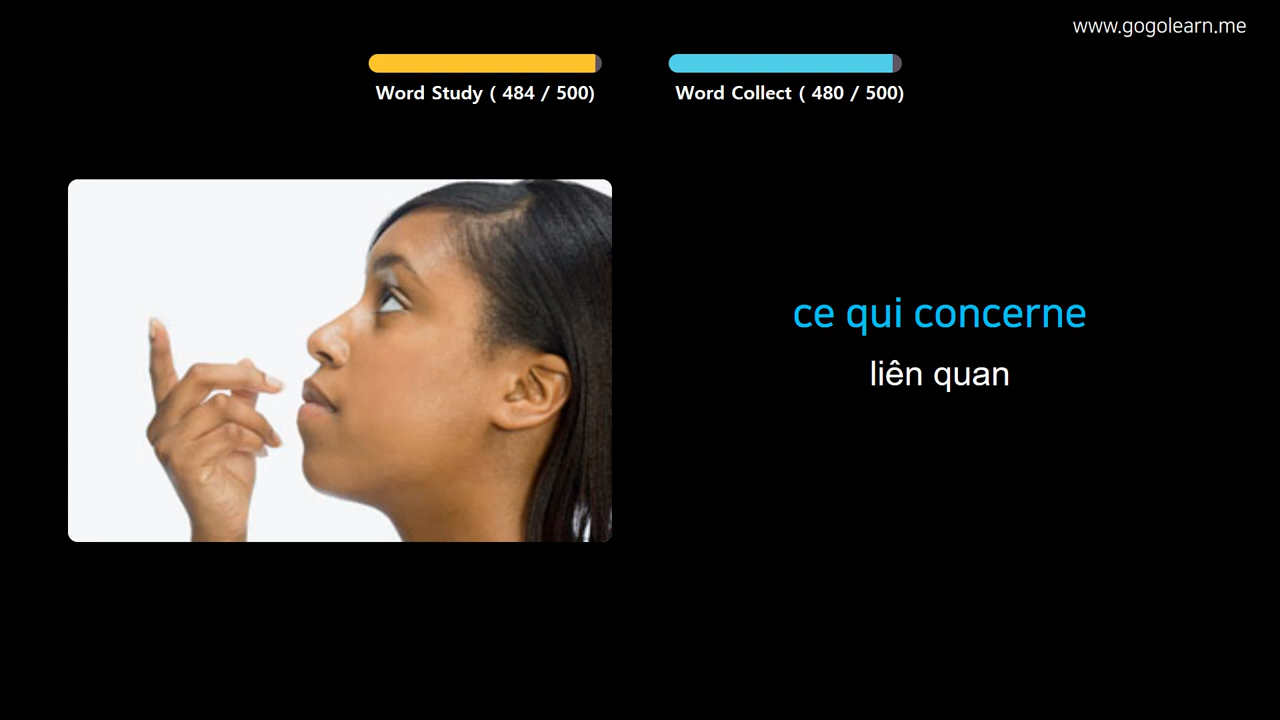 www.gogolearn.me
Word Study ( 484 / 500)
Word Collect ( 480 / 500)
ce qui concerne
liên quan